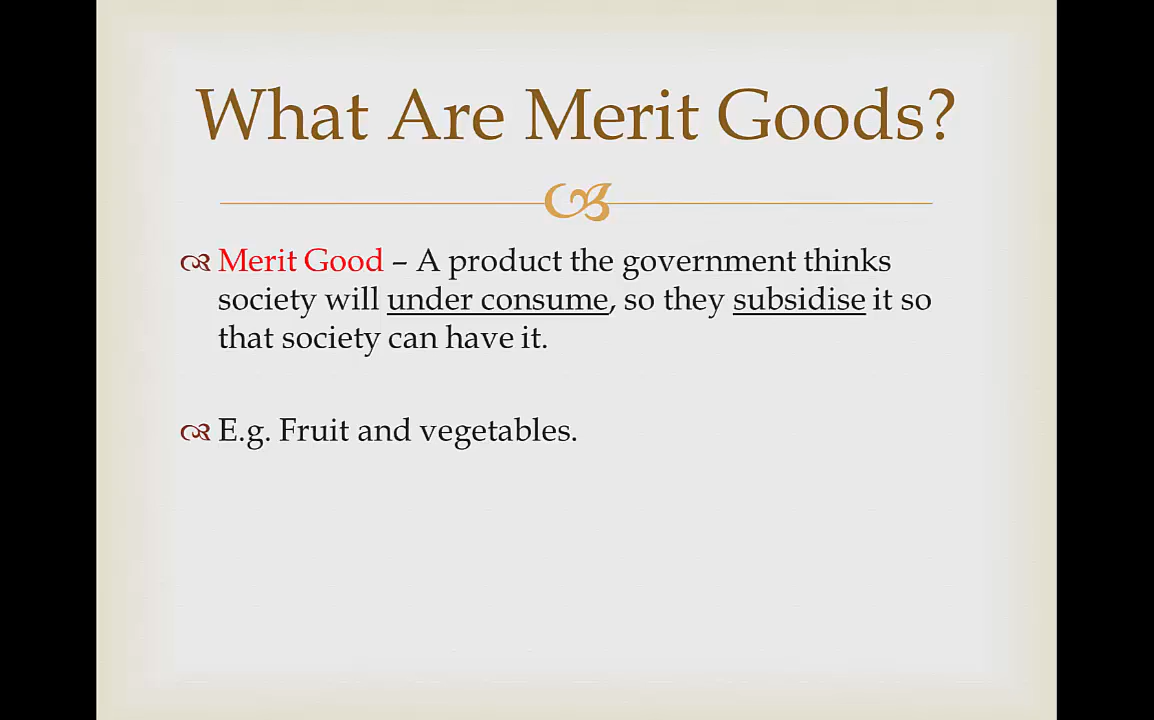 What Are Merit Goods?
Merit Good – A product the government thinks
society will under consume, so they subsidise it so
that society can have it.
E.g. Fruit and vegetables.